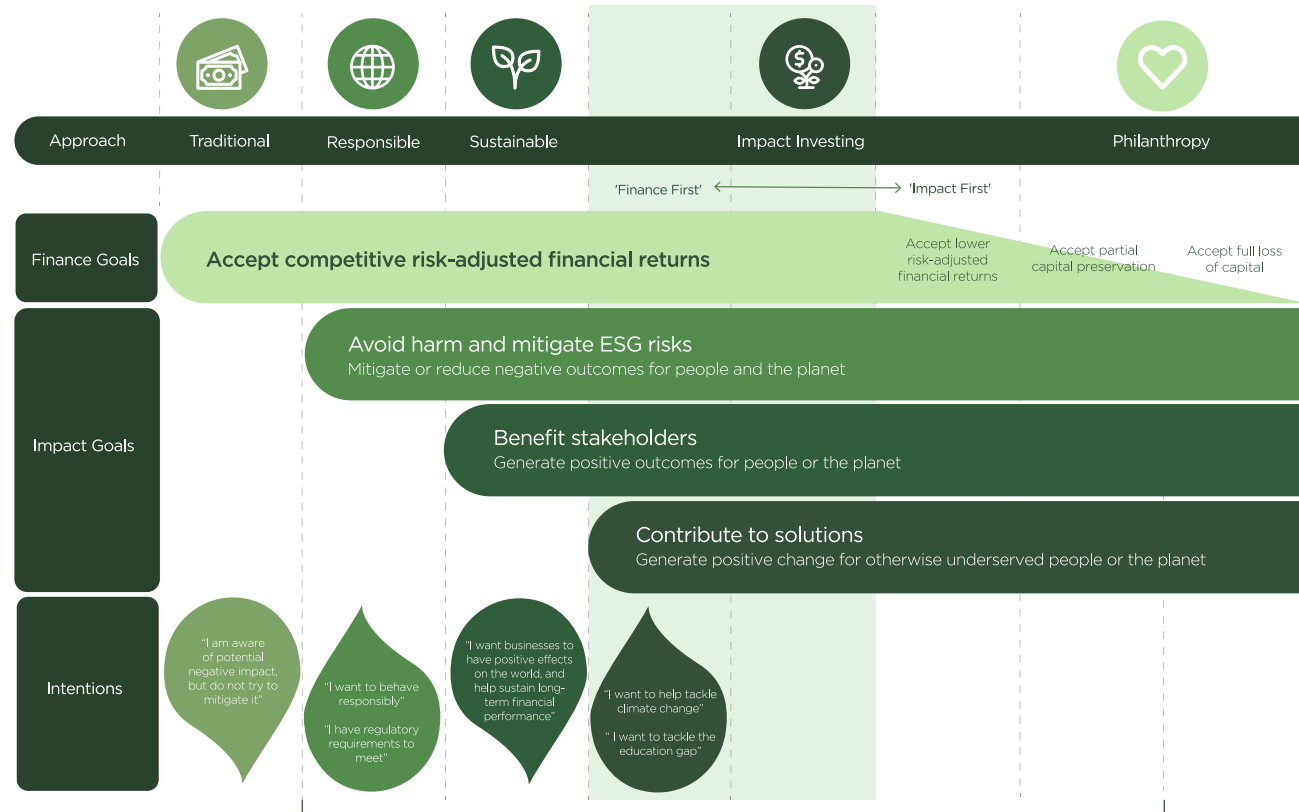 Approach
Traditional
Responsible
Sustainable
Impact Investing
Philanthropy
'Finance First'
'Impact First'
Finance Goals
Accept competitive risk-adjusted financial returns
Accept lower
risk-adjusted
financial returns
Accept partial
capital preservation
Accept full loss
of capital
Impact Goals
Avoid harm and mitigate ESG risks
Mitigate or reduce negative outcomes for people and the planet
Benefit stakeholders
Generate positive outcomes for people or the planet
Contribute to solutions
Generate positive change for otherwise underserved people or the planet
Intentions
“I am aware
of potential
negative impact,
but do not try to
mitigate it”
“I want to behave
responsibly”
“I have regulatory
requirements to
meet”
“I want businesses to
have positive effects
on the world, and
help sustain long-
term financial
performance”
“I want to help tackle
climate change”
“ I want to tackle the
education gap”